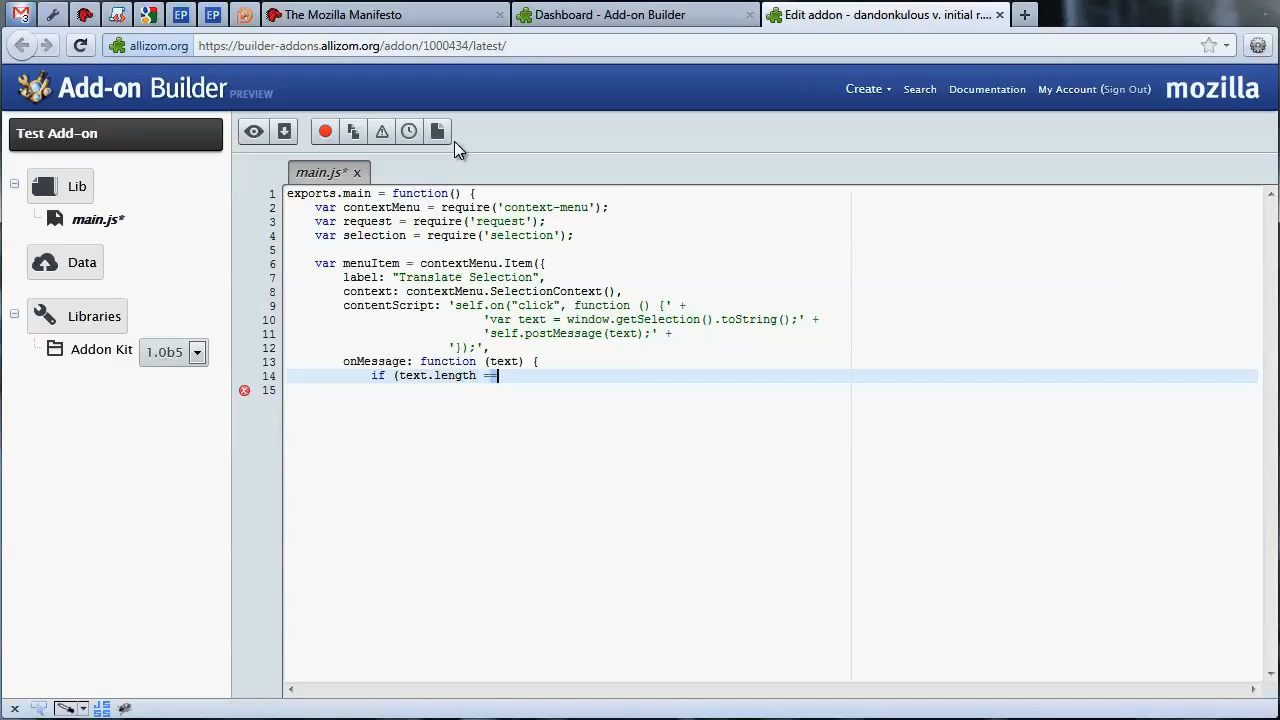 The Mozilla Manifesto
Dashboard - Add-on Builder
Edit addon - dandonkulous v. initial r....
allizom.org
https://builder-addons.allizom.org/addon/1000434/latest/
Add-on Builder PREVIEW
Create
Search
Documentation
My Account (Sign Out)
mozilla
Test Add-on
Lib
main.js*
Data
Libraries
Addon Kit
1.0b5
main.js* x
1 exports.main = function() {
2 var contextMenu = require('context-menu');
3 var request = require('request');
4 var selection = require('selection');
5
6 var menuItem = contextMenu.Item({
7 label: "Translate Selection",
8 context: contextMenu.SelectionContext(),
9 contentScript: 'self.on("click", function () {' +
10 'var text = window.getSelection().toString();' +
11 'self.postMessage(text);' +
12 '});',
13 onMessage: function (text) {
14 if (text.length ==
15